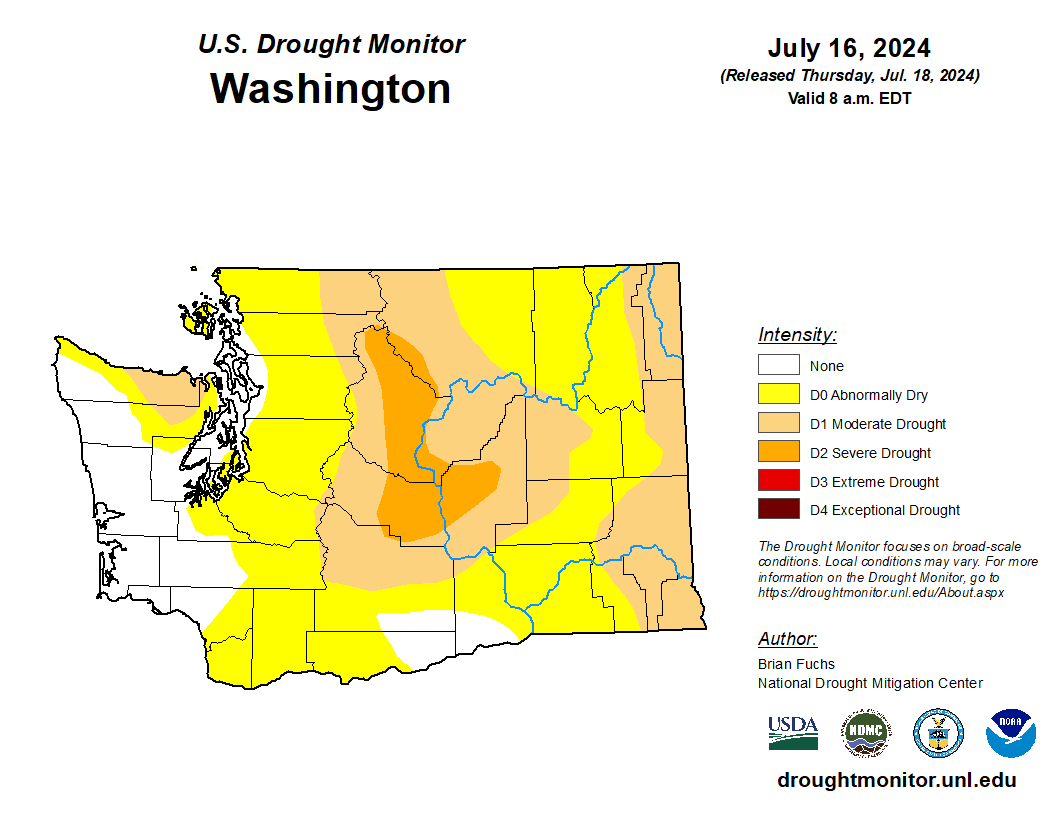 U.S. Drought Monitor
Washington
July 16, 2024
(Released Thursday, Jul. 18, 2024)
Valid 8 a.m. EDT
Intensity:
None
D0 Abnormally Dry
D1 Moderate Drought
D2 Severe Drought
D3 Extreme Drought
D4 Exceptional Drought
The Drought Monitor focuses on broad-scale
conditions. Local conditions may vary. For more
information on the Drought Monitor, go to
https://droughtmonitor.unl.edu/About.aspx
Author:
Brian Fuchs
National Drought Mitigation Center
USDA
NDMC
NOAA
droughtmonitor.unl.edu